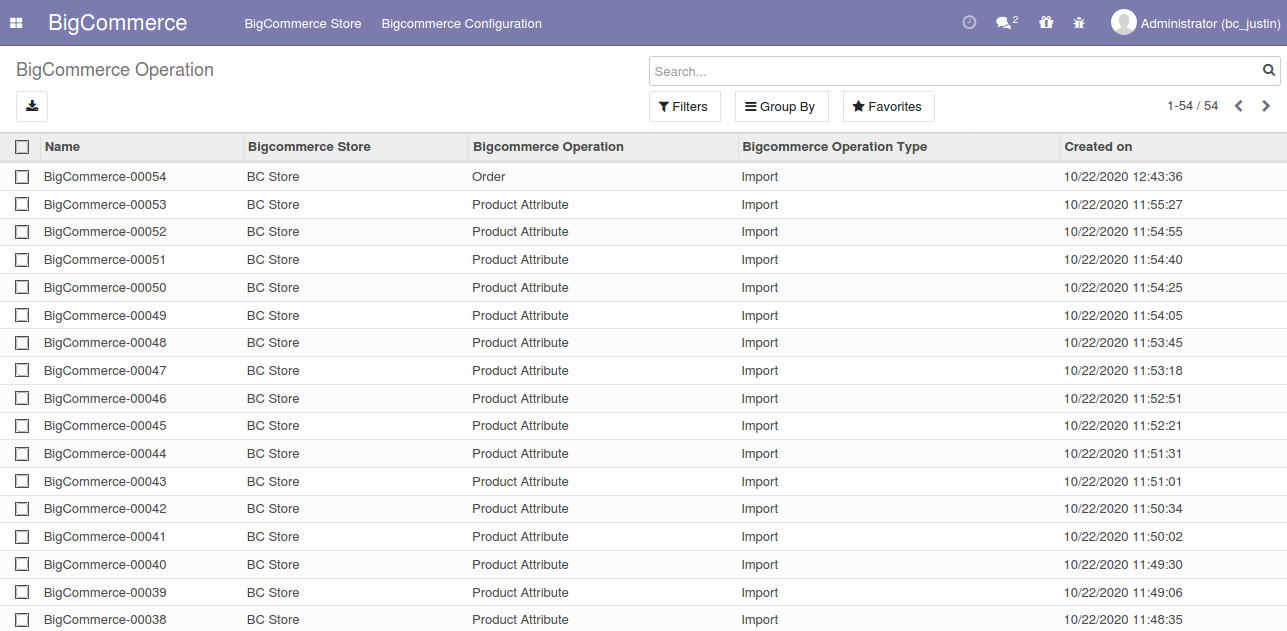 BigCommerce BigCommerce Store Bigcommerce Configuration 2 Administrator (bc_justin)
BigCommerce Operation Search...
Filters Group By Favorites 1-54 / 54
Name Bigcommerce Store Bigcommerce Operation Bigcommerce Operation Type Created on
BigCommerce-00054 BC Store Order Import 10/22/2020 12:43:36
BigCommerce-00053 BC Store Product Attribute Import 10/22/2020 11:55:27
BigCommerce-00052 BC Store Product Attribute Import 10/22/2020 11:54:55
BigCommerce-00051 BC Store Product Attribute Import 10/22/2020 11:54:40
BigCommerce-00050 BC Store Product Attribute Import 10/22/2020 11:54:25
BigCommerce-00049 BC Store Product Attribute Import 10/22/2020 11:54:05
BigCommerce-00048 BC Store Product Attribute Import 10/22/2020 11:53:45
BigCommerce-00047 BC Store Product Attribute Import 10/22/2020 11:53:18
BigCommerce-00046 BC Store Product Attribute Import 10/22/2020 11:52:51
BigCommerce-00045 BC Store Product Attribute Import 10/22/2020 11:52:21
BigCommerce-00044 BC Store Product Attribute Import 10/22/2020 11:51:31
BigCommerce-00043 BC Store Product Attribute Import 10/22/2020 11:51:01
BigCommerce-00042 BC Store Product Attribute Import 10/22/2020 11:50:34
BigCommerce-00041 BC Store Product Attribute Import 10/22/2020 11:50:02
BigCommerce-00040 BC Store Product Attribute Import 10/22/2020 11:49:30
BigCommerce-00039 BC Store Product Attribute Import 10/22/2020 11:49:06
BigCommerce-00038 BC Store Product Attribute Import 10/22/2020 11:48:35